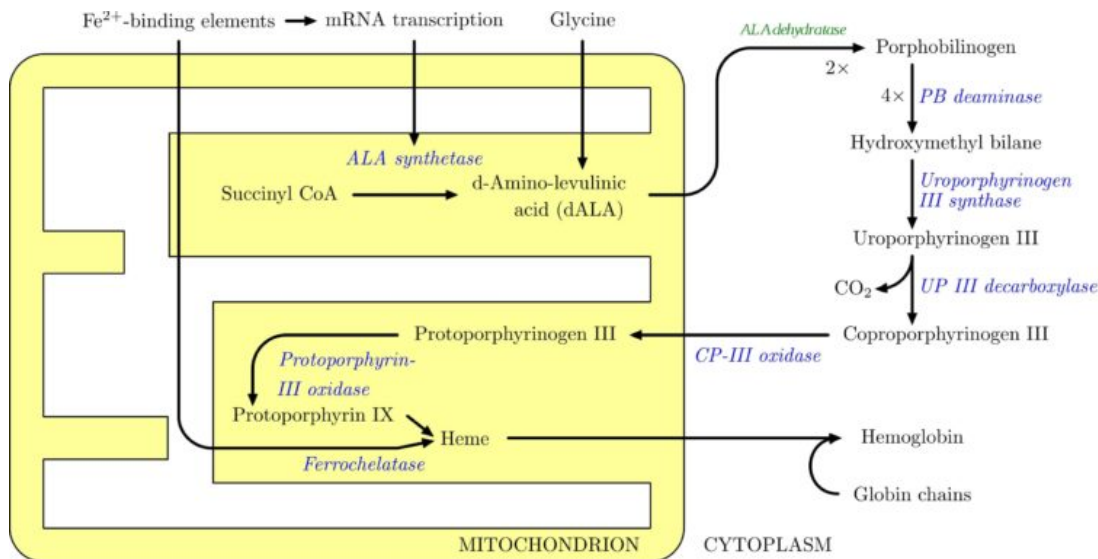 Fe2+-binding elements
mRNA transcription
Glycine
ALA dehydratase
2×
Porphobilinogen
4×
PB deaminase
Hydroxymethyl bilane
Uroporphyrinogen
III synthase
Uroporphyrinogen III
CO2
UP III decarboxylase
Coproporphyrinogen III
CP-III oxidase
ALA synthetase
Succinyl CoA
d-Amino-levulinic
acid (dALA)
Protoporphyrinogen III
Protoporphyrin-
III oxidase
Protoporphyrin IX
Heme
Ferrochelatase
Hemoglobin
Globin chains
MITOCHONDRION
CYTOPLASM